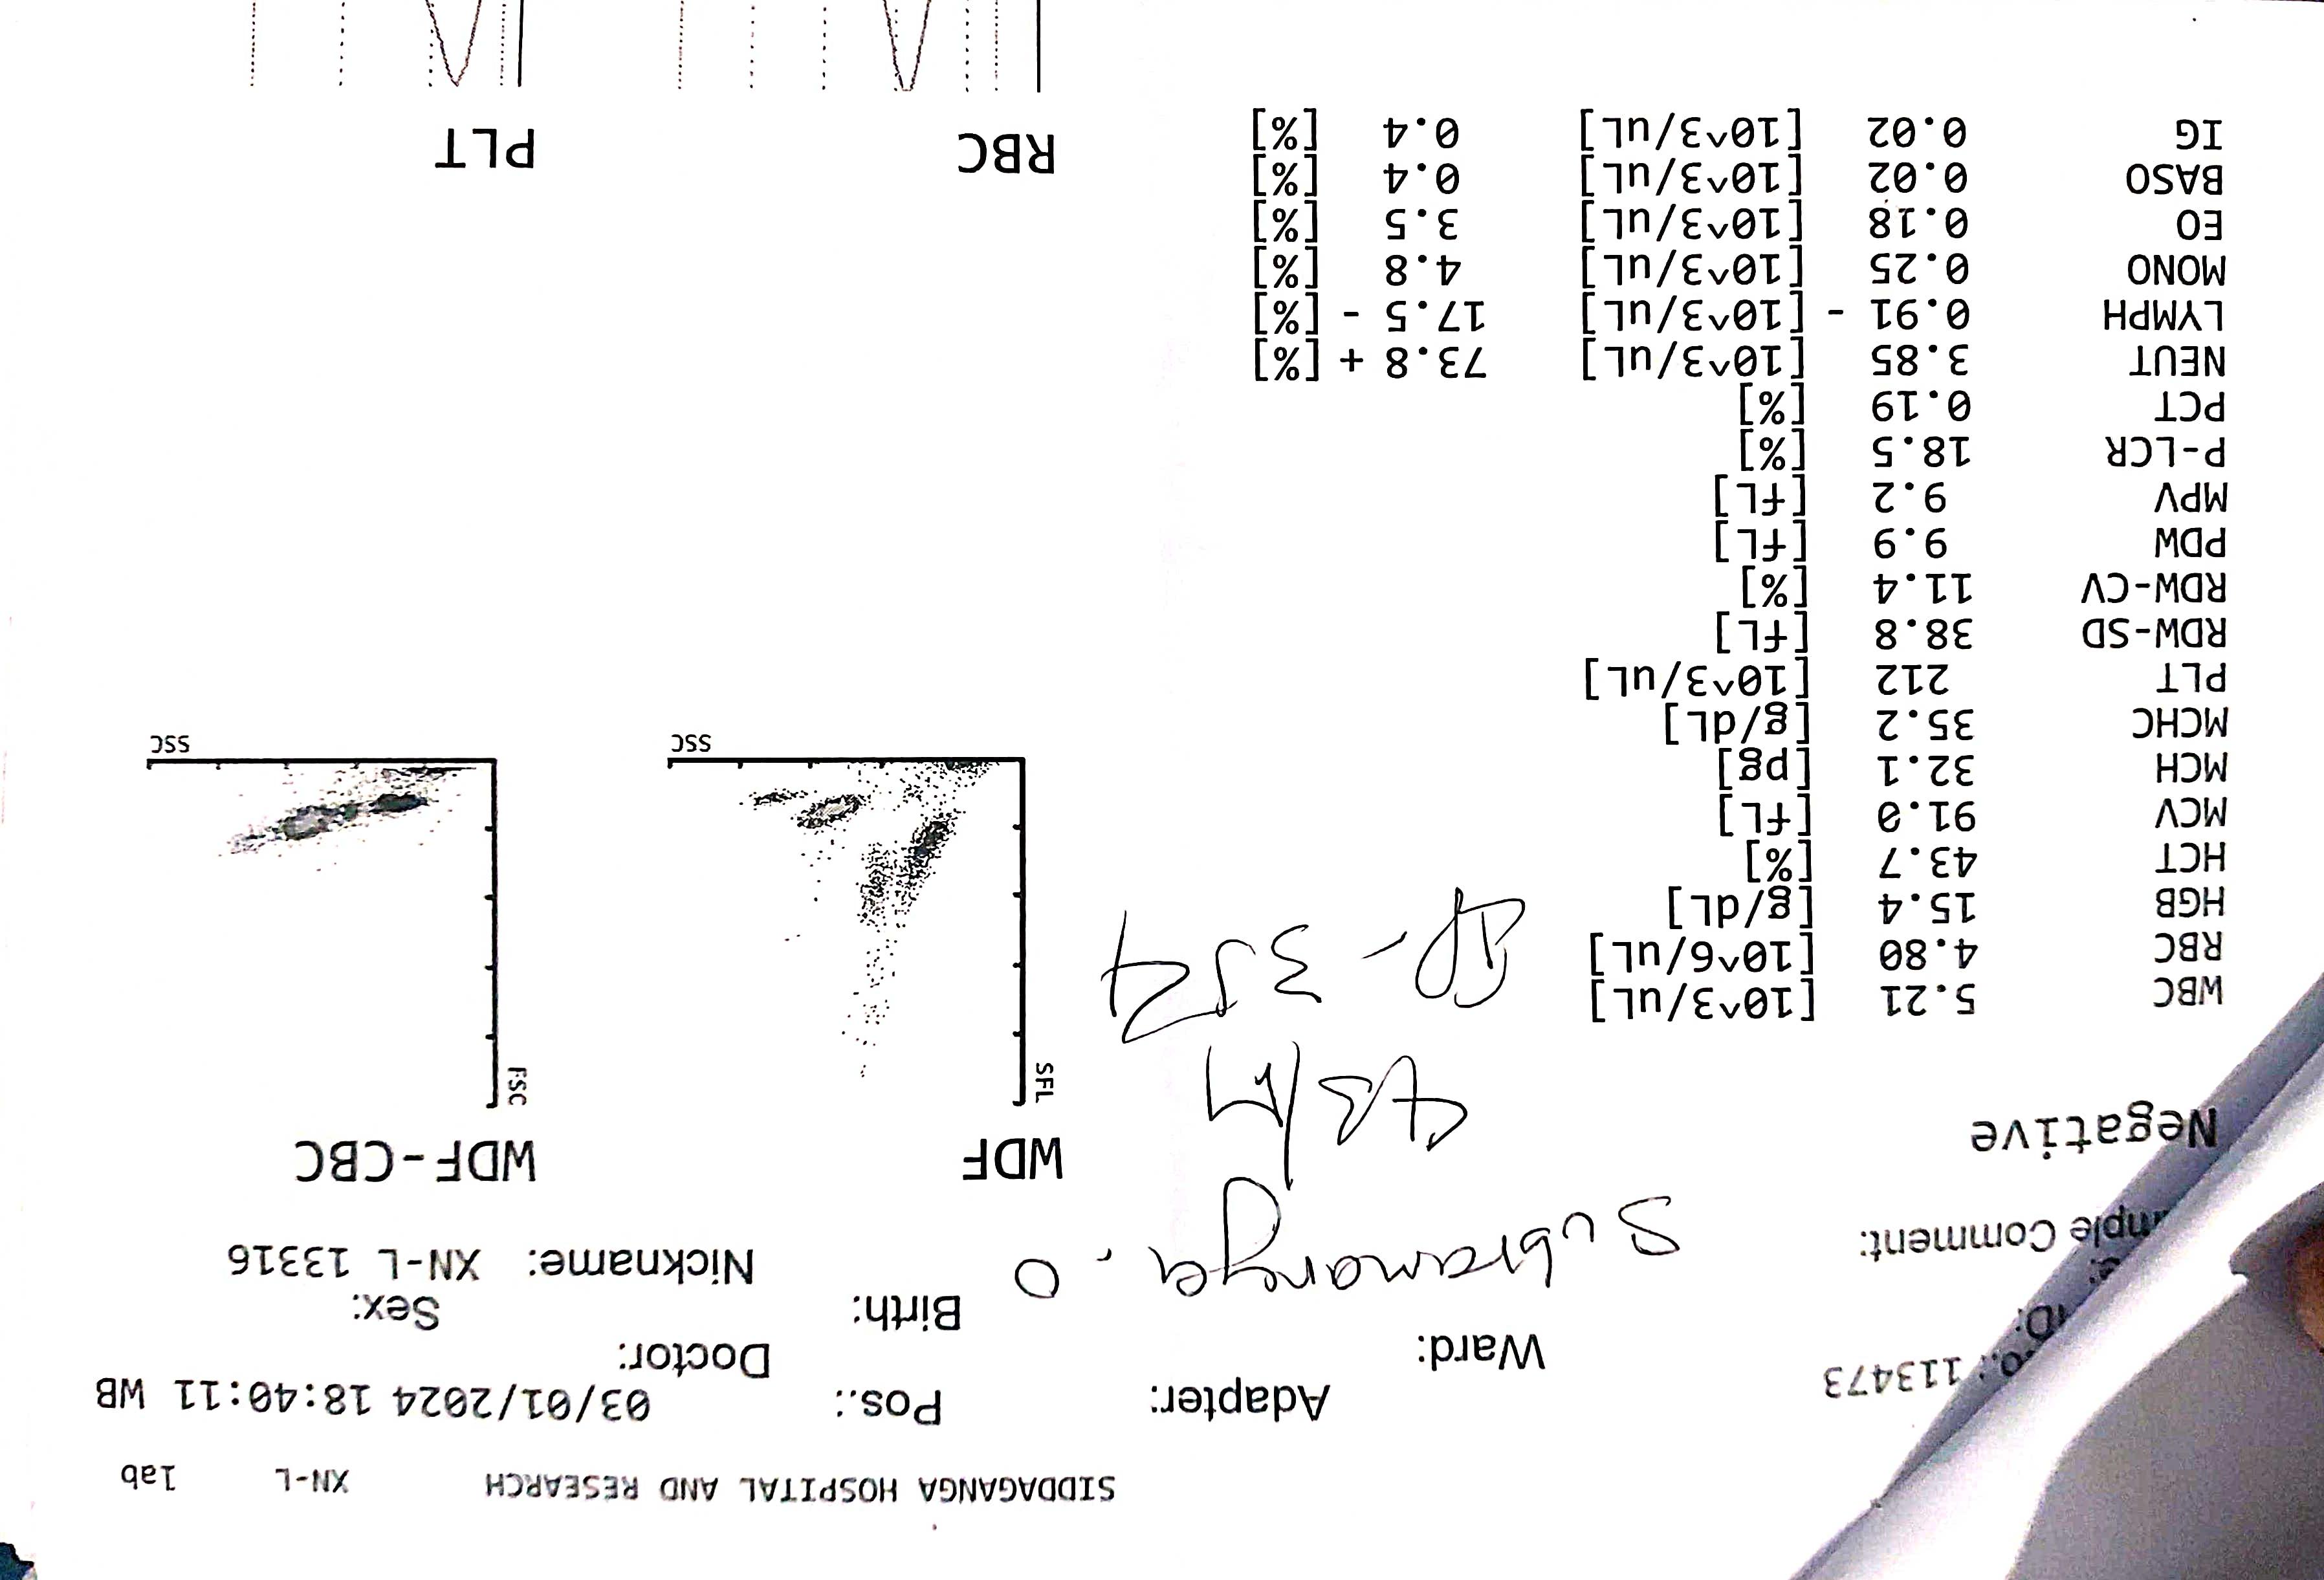 SIDDAGANGA HOSPITAL AND RESEARCH XN-L lab
Adapter: Pos.: 03/01/2024 18:40:11 WB
113473
Ward: Doctor:
Birth: Sex:
Subramanya. O
Nickname: XN-L 13316
Comment:
Negative
/M
IP- 354
WDF WDF-CBC
SFL FSC
SSC SSC
WBC 5.21 [10^3/uL]
RBC 4.80 [10^6/uL]
HGB 15.4 [g/dL]
HCT 43.7 [%]
MCV 91.0 [fL]
MCH 32.1 [pg]
MCHC 35.2 [g/dL]
PLT 212 [10^3/uL]
RDW-SD 38.8 [fL]
RDW-CV 11.4 [%]
PDW 9.9 [fL]
MPV 9.2 [fL]
P-LCR 18.5 [%]
PCT 0.19 [%]
NEUT 3.85 [10^3/uL] 73.8 + [%]
LYMPH 0.91 - [10^3/uL] 17.5 - [%]
MONO 0.25 [10^3/uL] 4.8 [%]
EO 0.18 [10^3/uL] 3.5 [%]
BASO 0.02 [10^3/uL] 0.4 [%]
IG 0.02 [10^3/uL] 0.4 [%]
RBC PLT